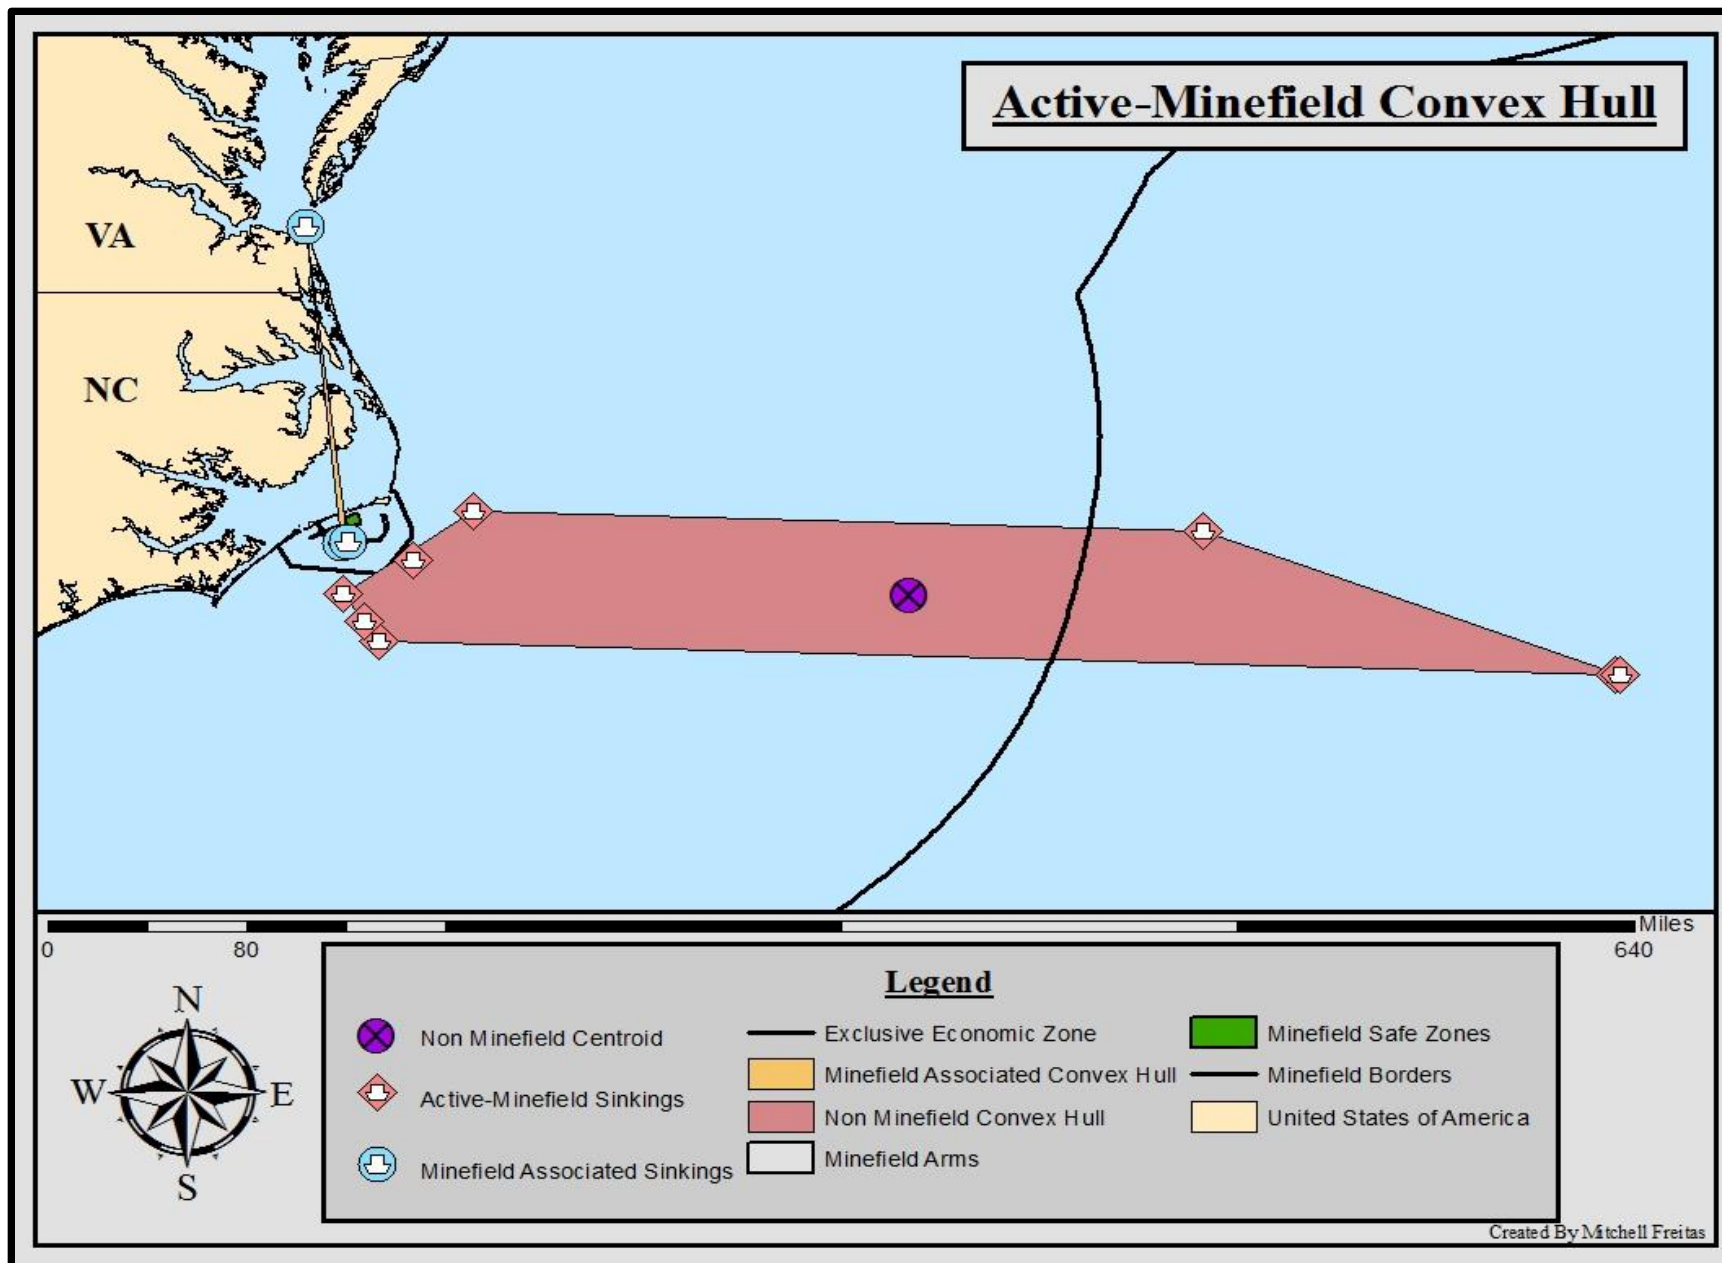 Active-Minefield Convex Hull
VA
NC
Miles
0 80 640
Legend
Non Minefield Centroid
Active-Minefield Sinkings
Minefield Associated Sinkings
Exclusive Economic Zone
Minefield Associated Convex Hull
Non Minefield Convex Hull
Minefield Arms
Minefield Safe Zones
Minefield Borders
United States of America
N
W E
S
Created By Mitchell Freitas